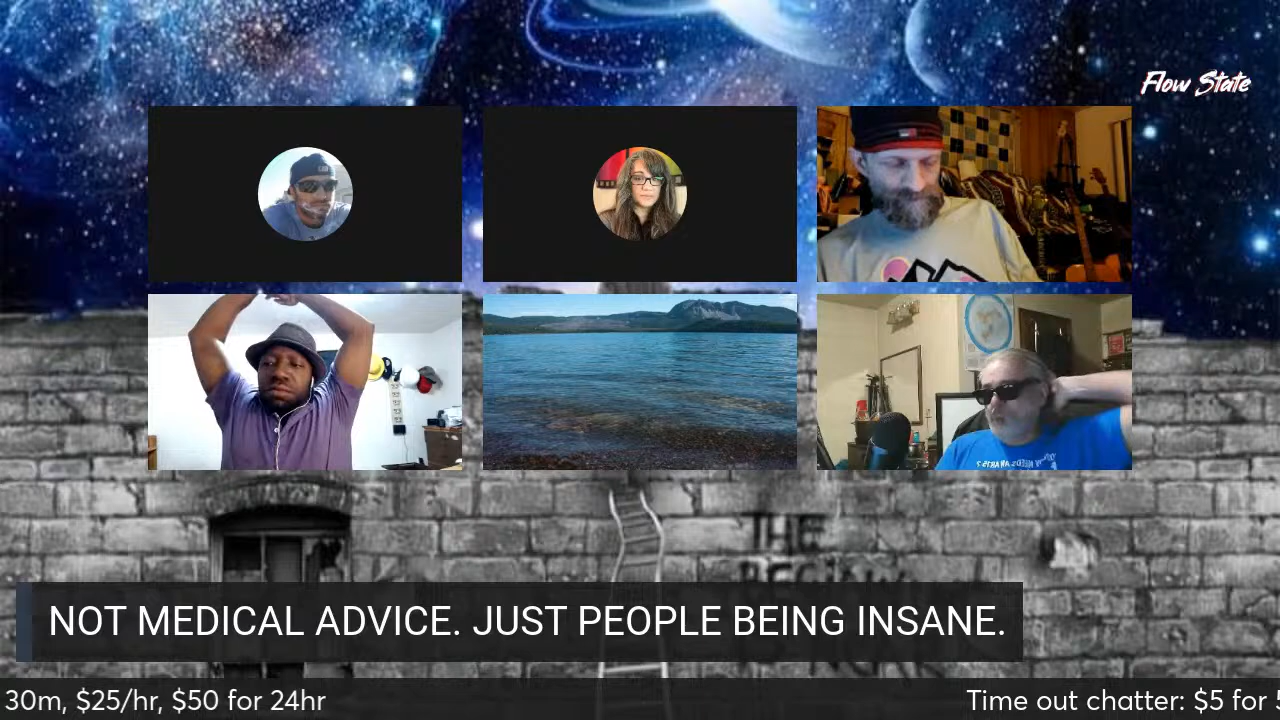 Flow State
THE
NOT MEDICAL ADVICE. JUST PEOPLE BEING INSANE.
30m, $25/hr, $50 for 24hr
Time out chatter: $5 for